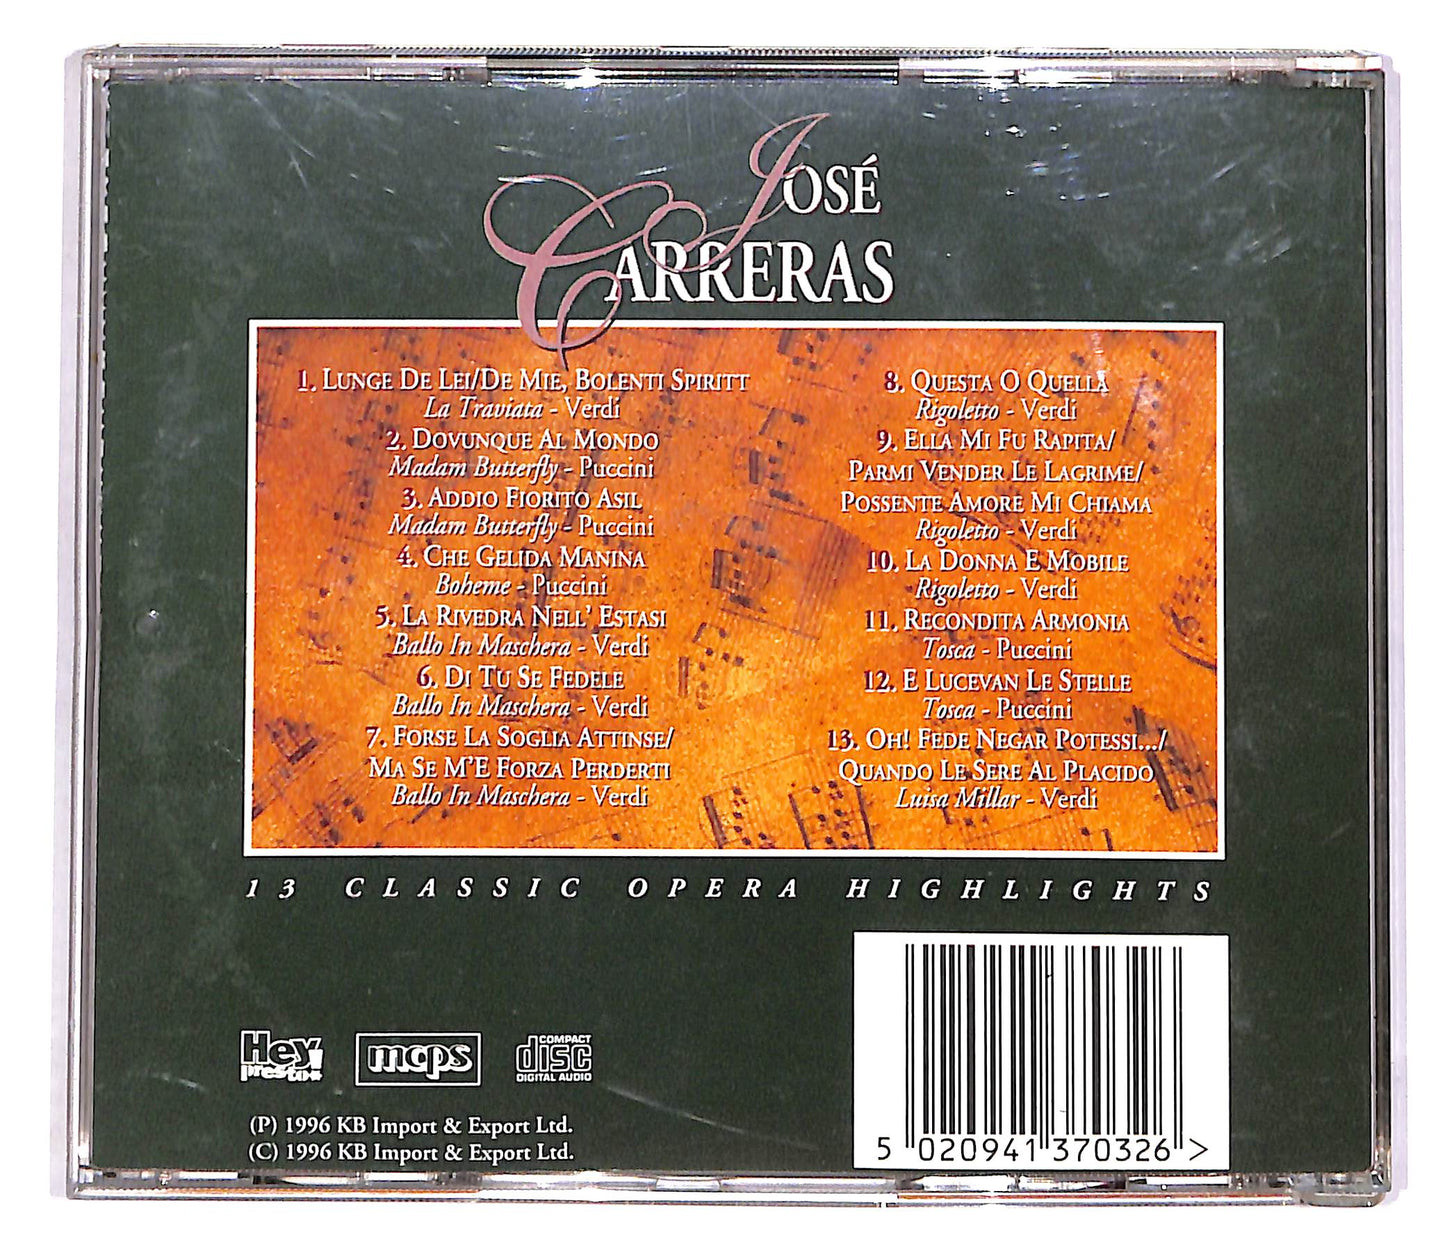 JOSÉ
CARRERAS
1. LUNGE DE LEI/DE MIE, BOLENTI SPIRITT
La Traviata - Verdi
2. DOVUNQUE AL MONDO
Madam Butterfly - Puccini
3. ADDIO FIORITO ASIL
Madam Butterfly - Puccini
4. CHE GELIDA MANINA
Boheme - Puccini
5. LA RIVEDRA NELL' ESTASI
Ballo In Maschera - Verdi
6. DI TU SE FEDELE
Ballo In Maschera - Verdi
7. FORSE LA SOGLIA ATTINSE/
MA SE M'E FORZA PERDERTI
Ballo In Maschera - Verdi
8. QUESTA O QUELLA
Rigoletto - Verdi
9. ELLA MI FU RAPITA/
PARMI VENDER LE LAGRIME/
POSSENTE AMORE MI CHIAMA
Rigoletto - Verdi
10. LA DONNA E MOBILE
Rigoletto - Verdi
11. RECONDITA ARMONIA
Tosca - Puccini
12. E LUCEVAN LE STELLE
Tosca - Puccini
13. OH! FEDE NEGAR POTESSI.../
QUANDO LE SERE AL PLACIDO
Luisa Millar - Verdi
13 CLASSIC OPERA HIGHLIGHTS
Hey
presto!
mcps
COMPACT
disc
DIGITAL AUDIO
(P) 1996 KB Import & Export Ltd.
(C) 1996 KB Import & Export Ltd.
5 020941 370326 >